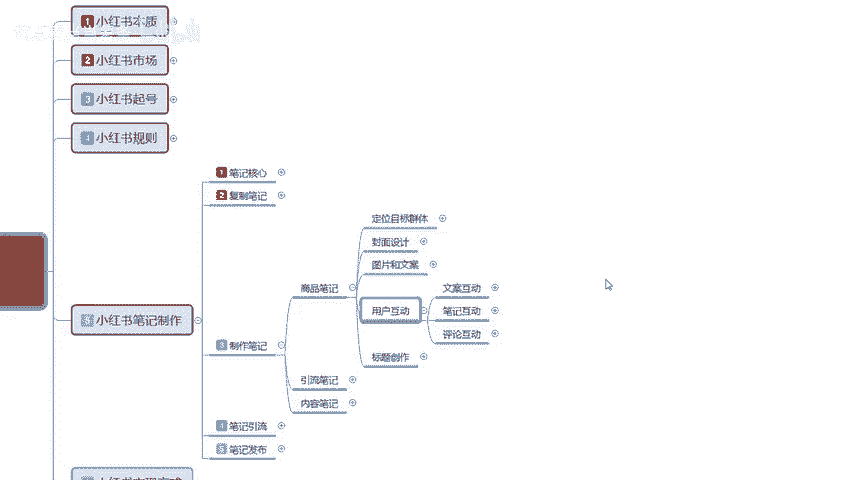 1 小红书本质
2 小红书市场
3 小红书起号
4 小红书规则
1 笔记核心
2 复制笔记
定位目标群体
封面设计
图片和文案
商品笔记
用户互动
文案互动
笔记互动
评论互动
小红书笔记制作
3 制作笔记
标题创作
引流笔记
内容笔记
4 笔记引流
5 笔记发布